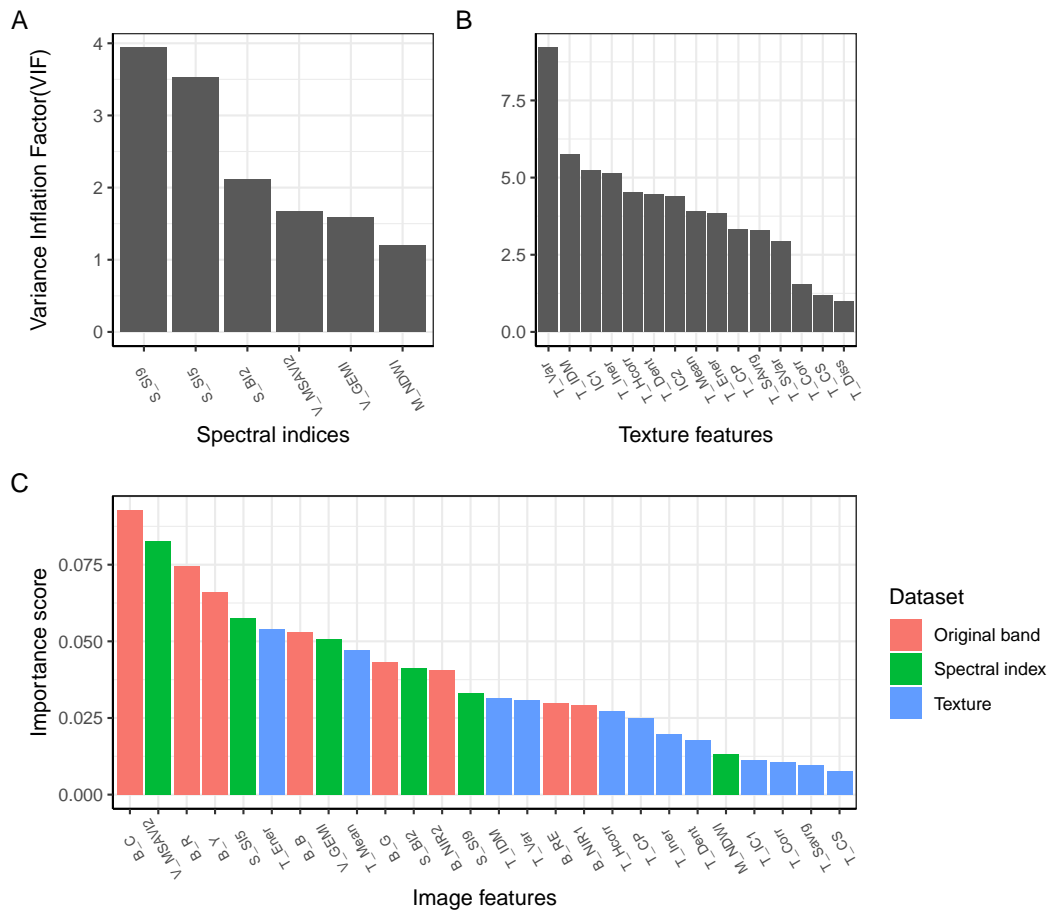 A
Variance Inflation Factor(VIF)
4
3
2
1
0
S_SI9
S_SI5
S_BI2
V_MSAVI2
V_GEMI
M_NDWI
Spectral indices
B
7.5
5.0
2.5
0.0
T_Var
T_IDM
IC1
T_Iner
T_Hcorr
T_Dent
IC2
T_Mean
T_Ener
T_CP
T_SAvrg
T_SVar
T_Corr
T_CS
T_Diss
Texture features
C
Importance score
0.075
0.050
0.025
0.000
B_C
V_MSAVI2
B_R
B_Y
S_SI5
T_Ener
B_B
V_GEMI
T_Mean
B_G
S_BI2
B_NIR2
S_SI9
T_IDM
T_Var
B_RE
B_NIR1
T_Hcorr
T_CP
T_Iner
T_Dent
M_NDWI
T_IC1
T_Corr
T_Savrg
T_CS
Image features
Dataset
Original band
Spectral index
Texture